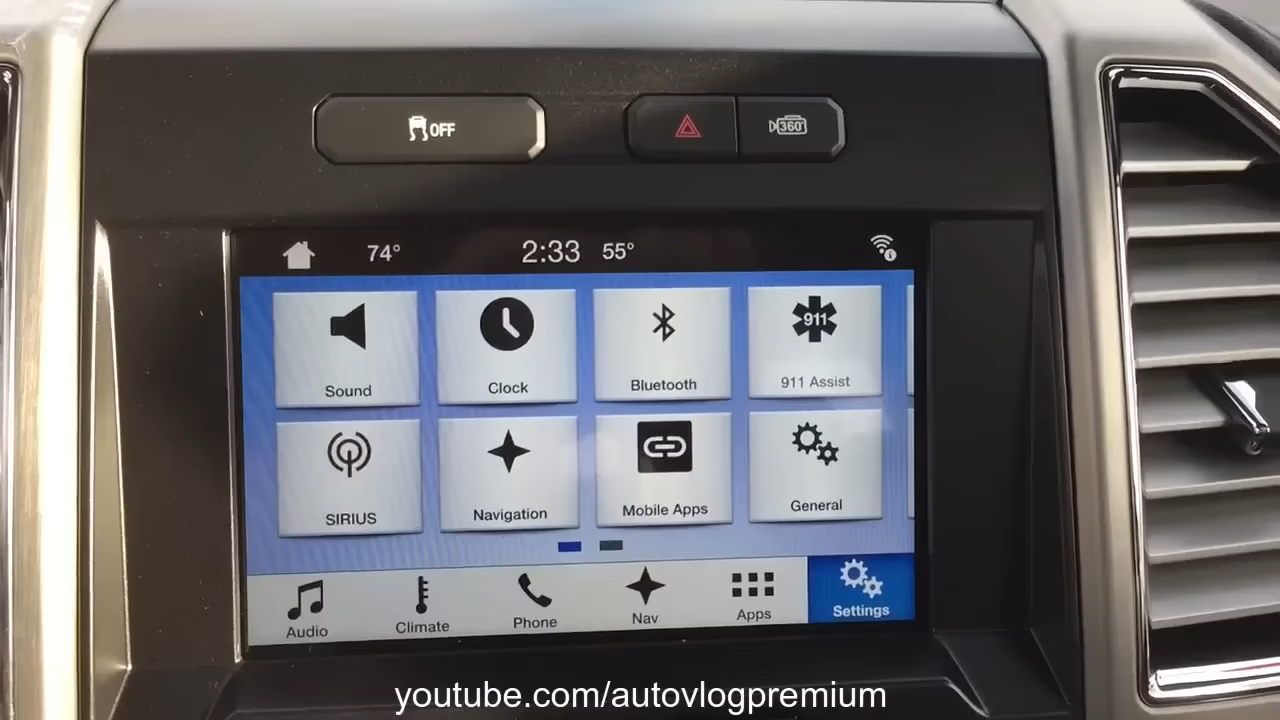 OFF
360°
74° 2:33 55°
Sound Clock Bluetooth 911 911 Assist
SIRIUS Navigation Mobile Apps General
Audio Climate Phone Nav Apps Settings
youtube.com/autovlogpremium